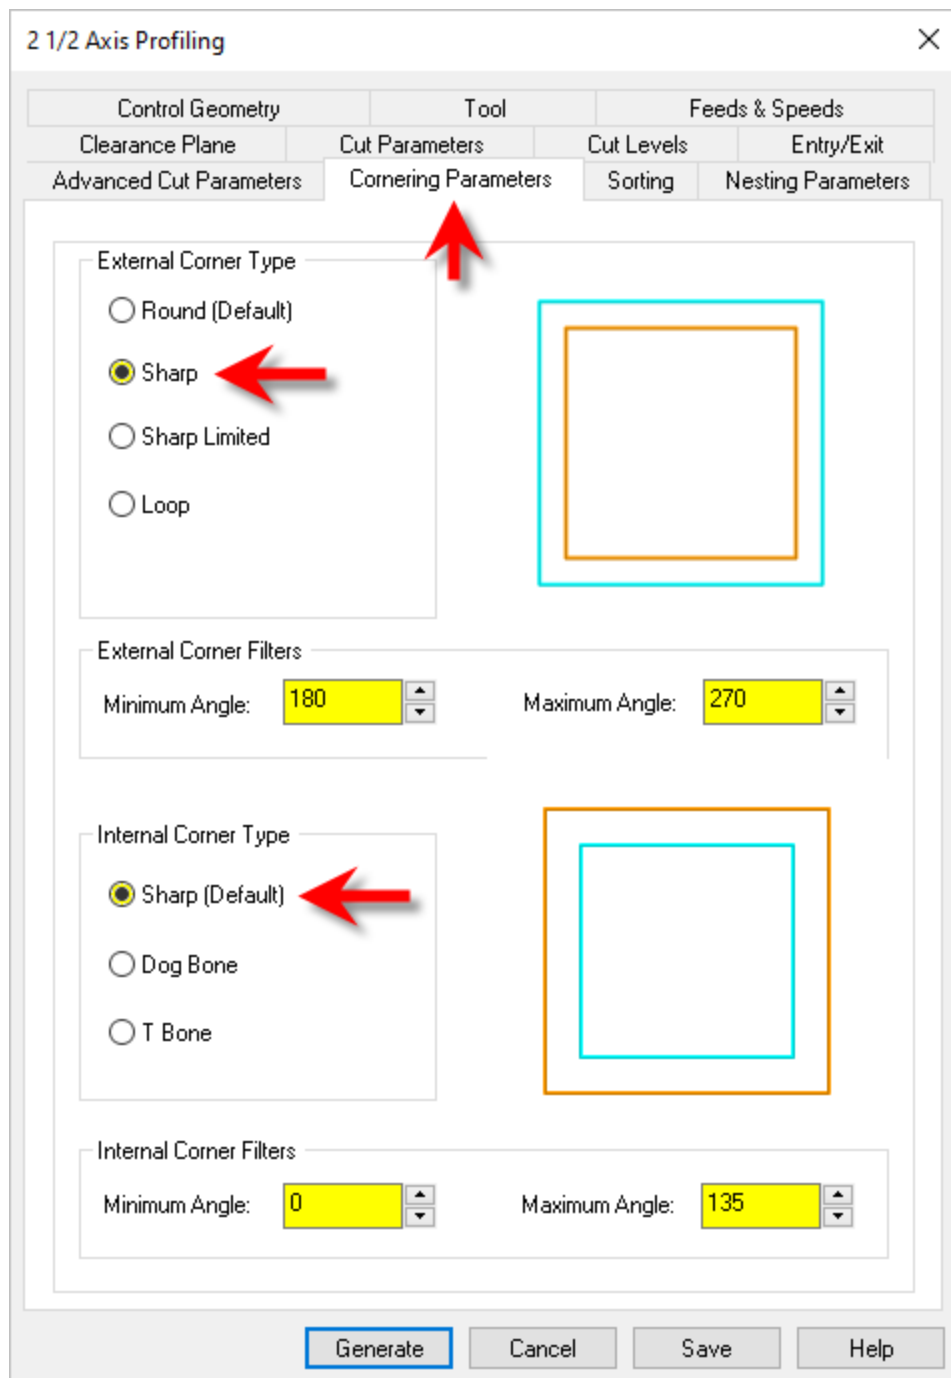 2 1/2 Axis Profiling
Control Geometry Tool Feeds & Speeds
Clearance Plane Cut Parameters Cut Levels Entry/Exit
Advanced Cut Parameters Cornering Parameters Sorting Nesting Parameters
External Corner Type
Round (Default)
Sharp
Sharp Limited
Loop
External Corner Filters
Minimum Angle: 180 Maximum Angle: 270
Internal Corner Type
Sharp (Default)
Dog Bone
T Bone
Internal Corner Filters
Minimum Angle: 0 Maximum Angle: 135
Generate Cancel Save Help